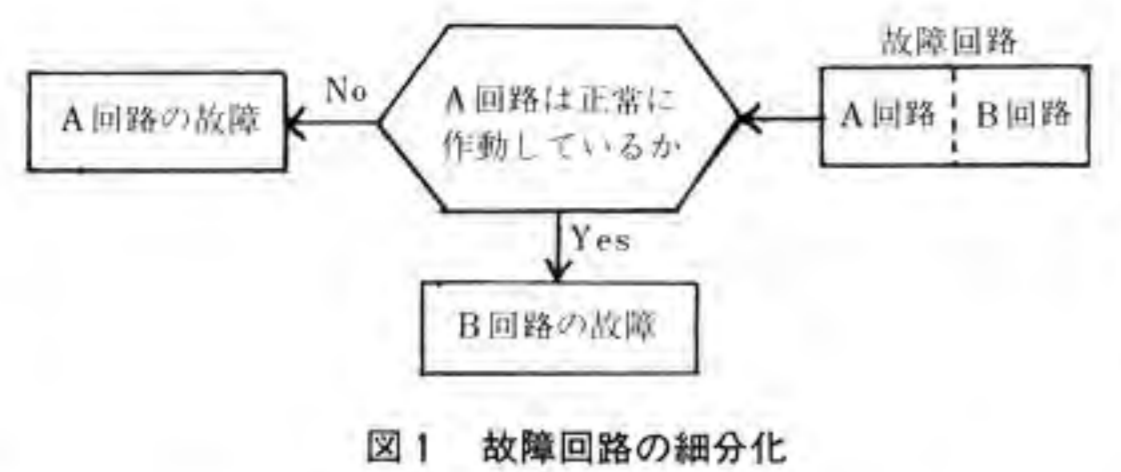 故障回路
A回路
B回路
A回路は正常に
作動しているか
No
A回路の故障
Yes
B回路の故障
図1 故障回路の細分化